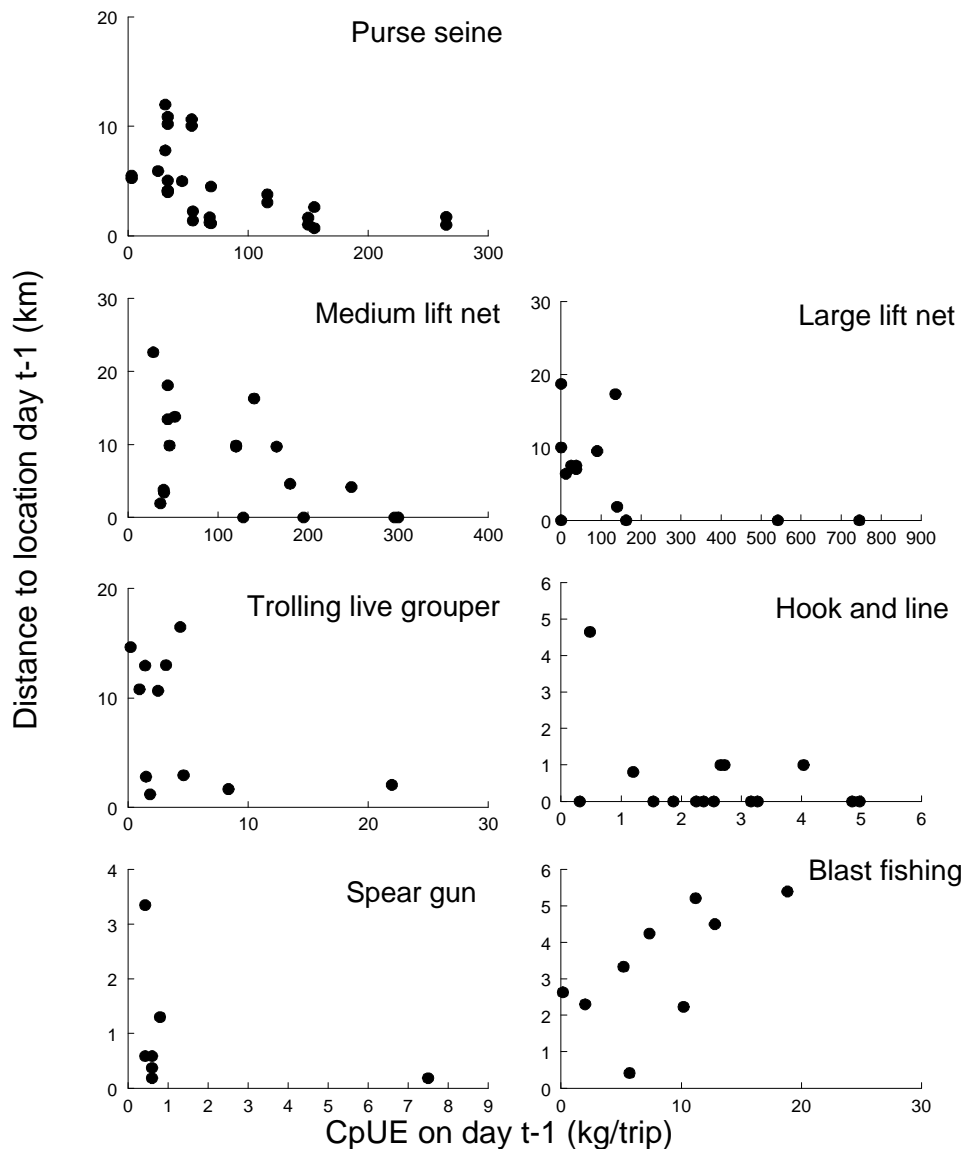 20
Purse seine
10
0
0 100 200 300
Distance to location day t-1 (km)
30
Medium lift net
20
10
0
0 100 200 300 400
30
Large lift net
20
10
0
0 100 200 300 400 500 600 700 800 900
20
Trolling live grouper
10
0
0 10 20 30
6
Hook and line
5
4
3
2
1
0
0 1 2 3 4 5 6
4
Spear gun
3
2
1
0
0 1 2 3 4 5 6 7 8 9
6
Blast fishing
5
4
3
2
1
0
0 10 20 30
CpUE on day t-1 (kg/trip)